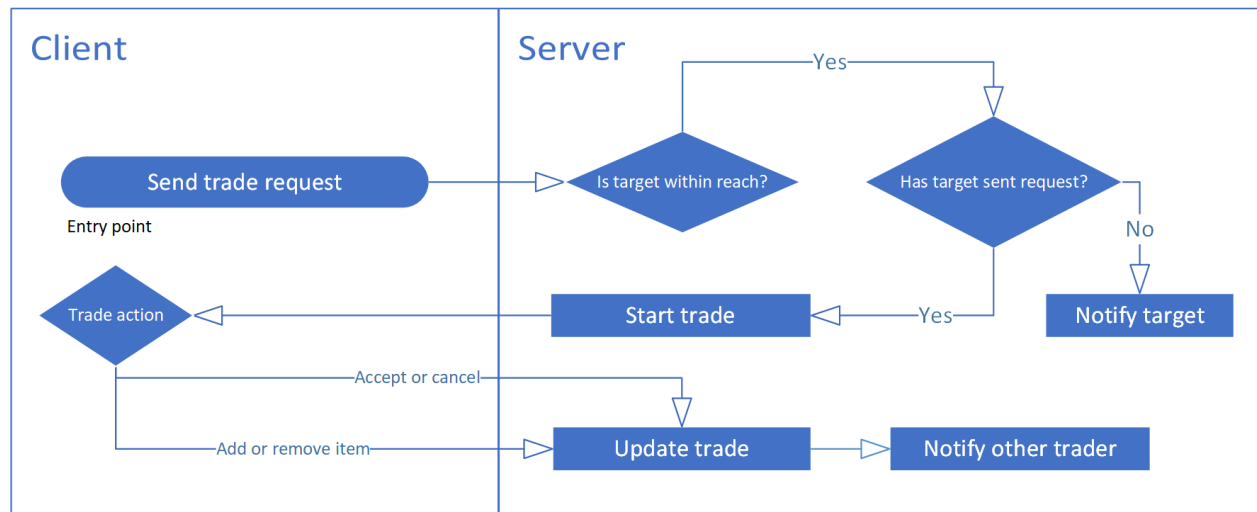 Client
Server
Yes
Send trade request
Is target within reach?
Has target sent request?
Entry point
No
Trade action
Start trade
Yes
Notify target
Accept or cancel
Add or remove item
Update trade
Notify other trader